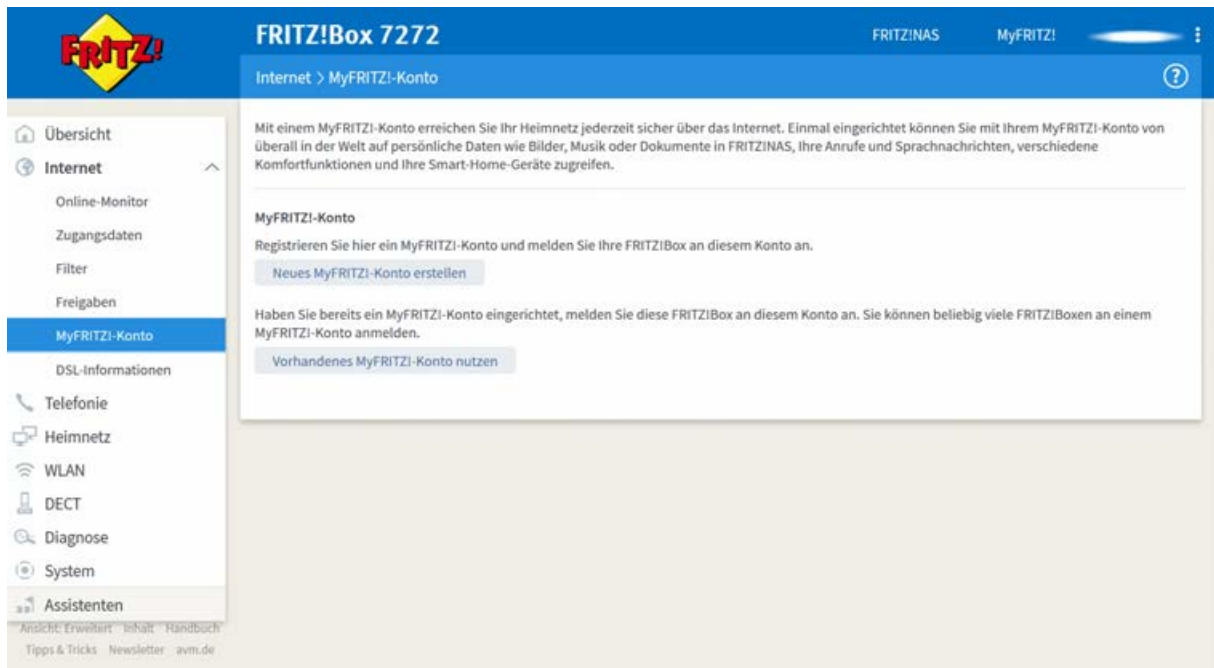 FRITZ!
FRITZ!Box 7272
FRITZ!NAS
MyFRITZ!
Internet > MyFRITZ!-Konto
Übersicht
Internet
Online-Monitor
Zugangsdaten
Filter
Freigaben
MyFRITZ!-Konto
DSL-Informationen
Telefonie
Heimnetz
WLAN
DECT
Diagnose
System
Assistenten
Ansicht: Erweitert Inhalt Handbuch
Tipps & Tricks Newsletter avm.de
Mit einem MyFRITZ!-Konto erreichen Sie Ihr Heimnetz jederzeit sicher über das Internet. Einmal eingerichtet können Sie mit Ihrem MyFRITZ!-Konto von
überall in der Welt auf persönliche Daten wie Bilder, Musik oder Dokumente in FRITZ!NAS, Ihre Anrufe und Sprachnachrichten, verschiedene
Komfortfunktionen und Ihre Smart-Home-Geräte zugreifen.
MyFRITZ!-Konto
Registrieren Sie hier ein MyFRITZ!-Konto und melden Sie Ihre FRITZ!Box an diesem Konto an.
Neues MyFRITZ!-Konto erstellen
Haben Sie bereits ein MyFRITZ!-Konto eingerichtet, melden Sie diese FRITZ!Box an diesem Konto an. Sie können beliebig viele FRITZ!Boxen an einem
MyFRITZ!-Konto anmelden.
Vorhandenes MyFRITZ!-Konto nutzen